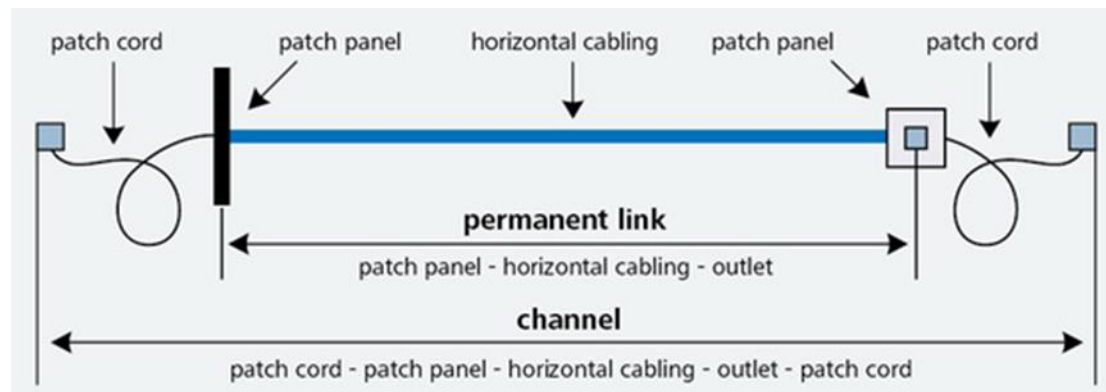 patch cord
patch panel
horizontal cabling
patch panel
patch cord
permanent link
patch panel - horizontal cabling - outlet
channel
patch cord - patch panel - horizontal cabling - outlet - patch cord